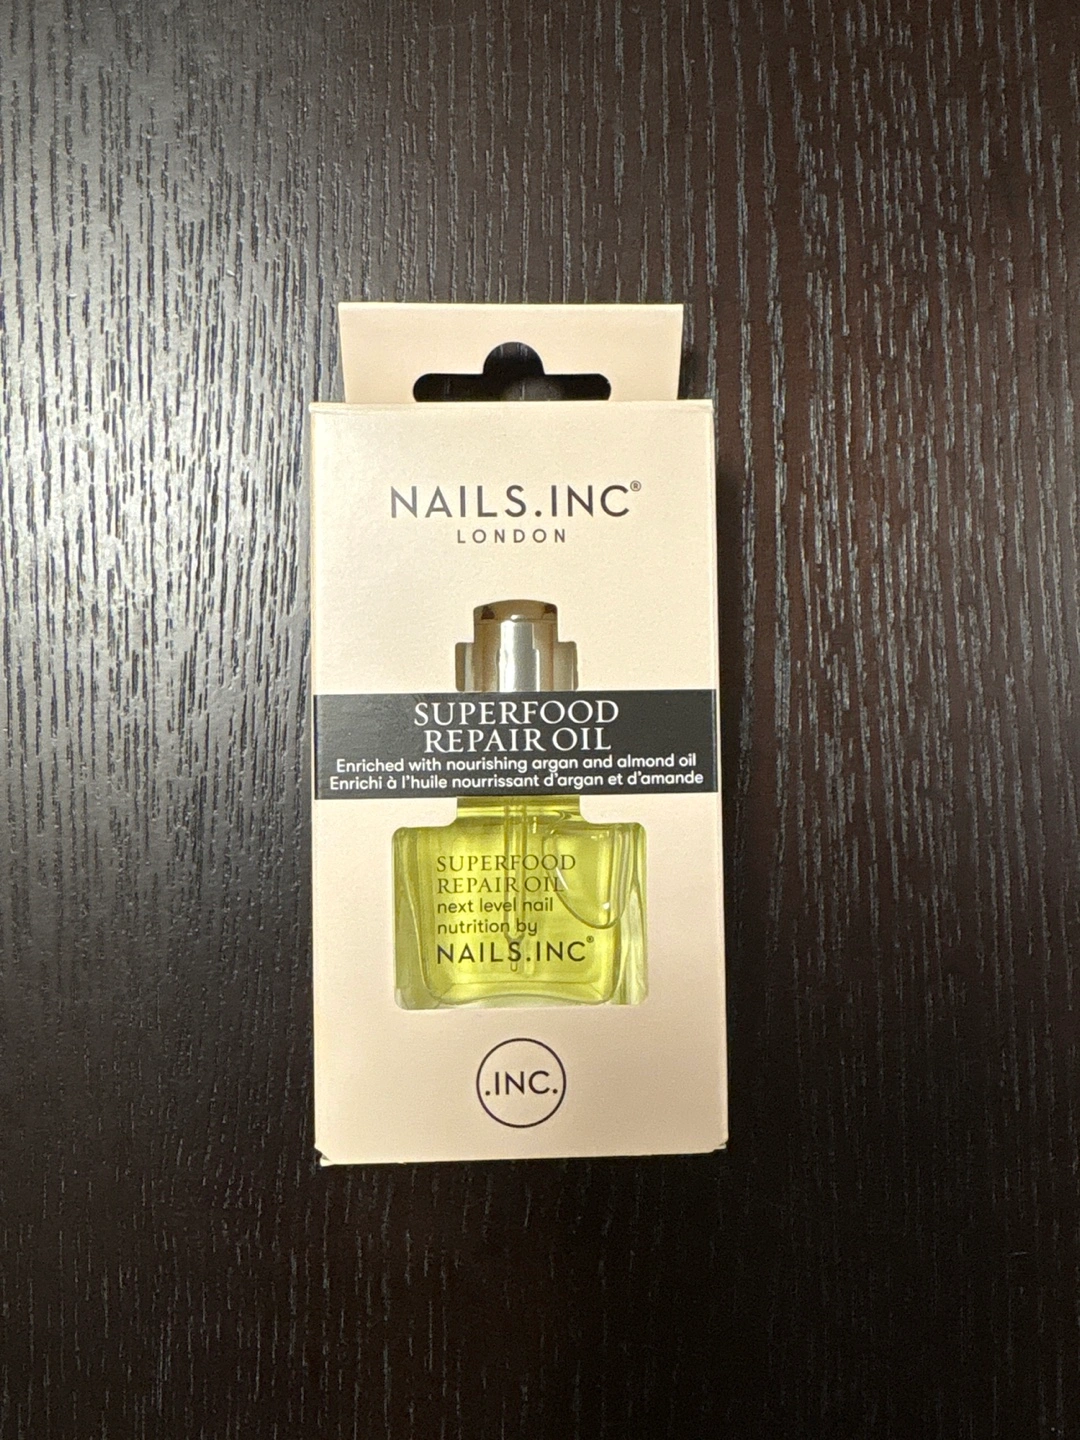 NAILS.INC®
LONDON
SUPERFOOD
REPAIR OIL
Enriched with nourishing argan and almond oil
Enrichi à l'huile nourrissant d'argan et d'amande
SUPERFOOD
REPAIR OIL
next level nail
nutrition by
NAILS.INC®
.INC.